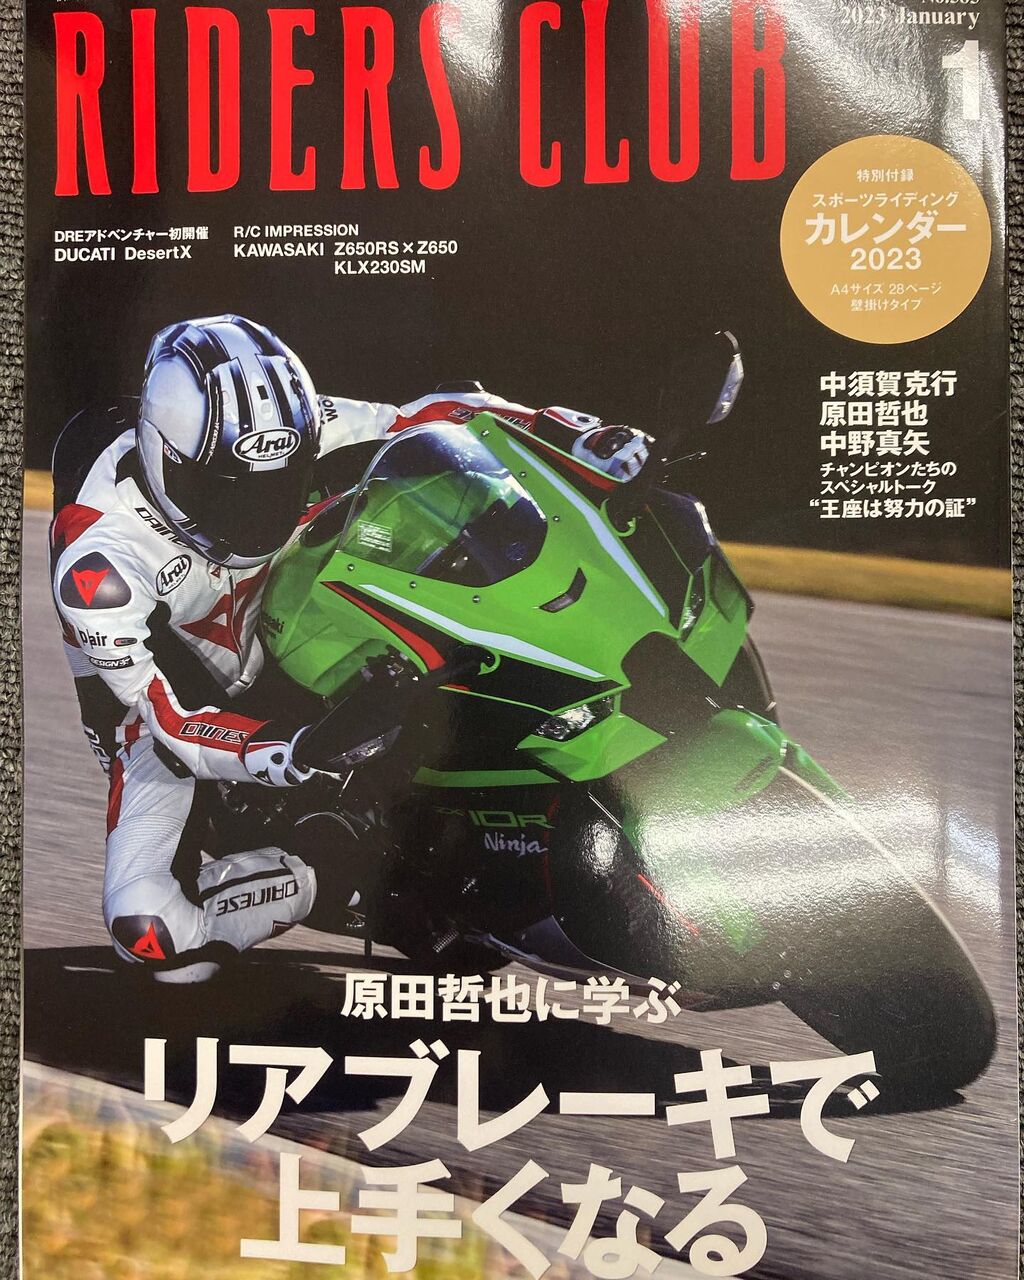 RIDERS CLUB
2023 January
1
特別付録
スポーツライディング
カレンダー
2023
A4サイズ 28ページ
壁掛けタイプ
DREアドベンチャー初開催
DUCATI DesertX
R/C IMPRESSION
KAWASAKI Z650RS×Z650
KLX230SM
中須賀克行
原田哲也
中野真矢
チャンピオンたちの
スペシャルトーク
“王座は努力の証”
Arai
HELMET
Arai
D|air
DESIGN
DAINESE
10R
Ninja
DAINESE
原田哲也に学ぶ
リアブレーキで
上手くなる